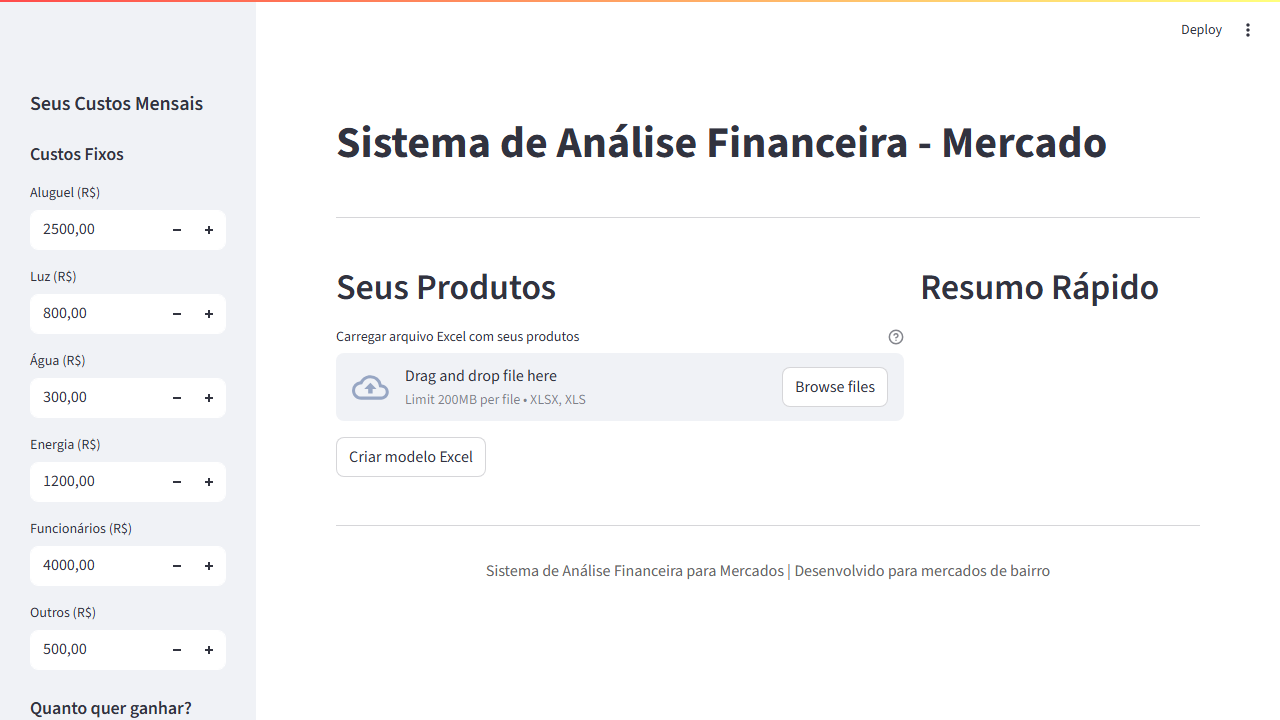 Deploy
Seus Custos Mensais
Custos Fixos
Aluguel (R$)
2500,00
Luz (R$)
800,00
Água (R$)
300,00
Energia (R$)
1200,00
Funcionários (R$)
4000,00
Outros (R$)
500,00
Quanto quer ganhar?
Sistema de Análise Financeira - Mercado
Seus Produtos
Carregar arquivo Excel com seus produtos
Drag and drop file here
Limit 200MB per file • XLSX, XLS
Browse files
Criar modelo Excel
Resumo Rápido
Sistema de Análise Financeira para Mercados | Desenvolvido para mercados de bairro